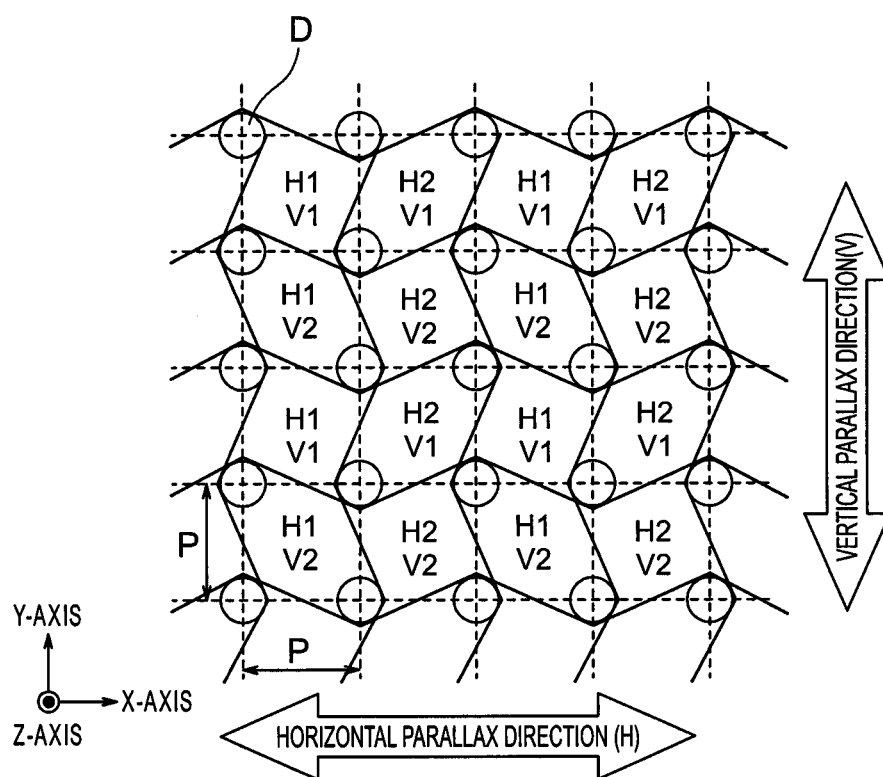 D
H1 H2 H1 H2
V1 V1 V1 V1
H1 H2 H1 H2
V2 V2 V2 V2
H1 H2 H1 H2
V1 V1 V1 V1
H1 H2 H1 H2
V2 V2 V2 V2
P
P
VERTICAL PARALLAX DIRECTION(V)
Y-AXIS
X-AXIS
Z-AXIS
HORIZONTAL PARALLAX DIRECTION (H)